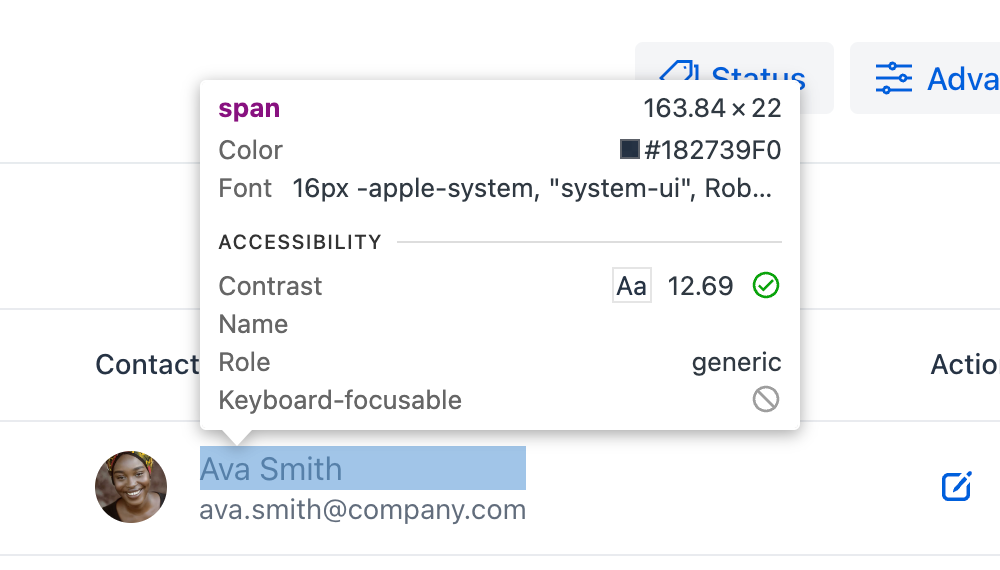 Status
Adva
span 163.84 × 22
Color #182739F0
Font 16px -apple-system, "system-ui", Rob...
ACCESSIBILITY
Contrast Aa 12.69
Name
Role generic
Keyboard-focusable
Contact Actio
Ava Smith
ava.smith@company.com